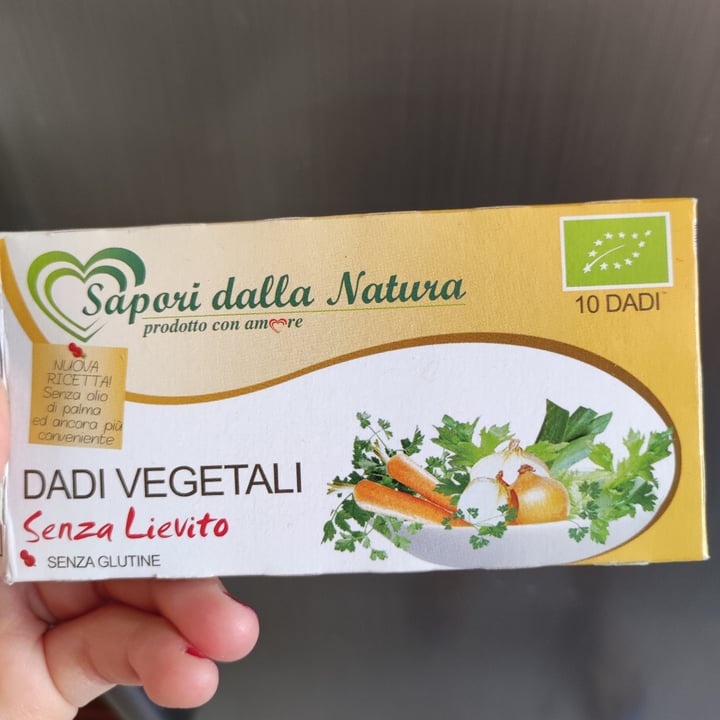 Sapori dalla Natura
prodotto con amore
10 DADI
NUOVA
RICETTA!
Senza olio
di palma
ed ancora più
conveniente
DADI VEGETALI
Senza Lievito
SENZA GLUTINE